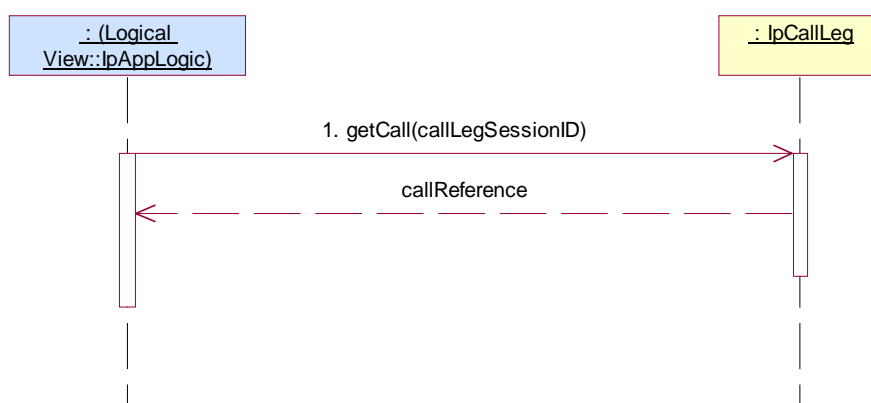 : (Logical
View::IpAppLogic)
: IpCallLeg
1. getCall(callLegSessionID)
callReference